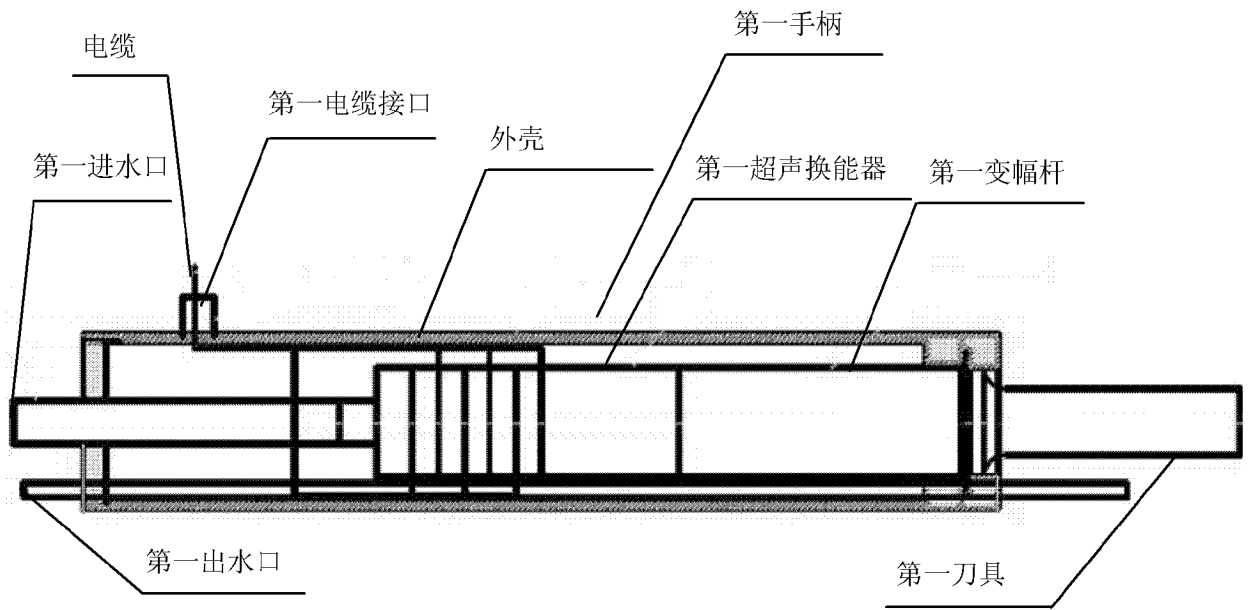 第一手柄
电缆
第一电缆接口
外壳
第一进水口
第一超声换能器
第一变幅杆
第一出水口
第一刀具